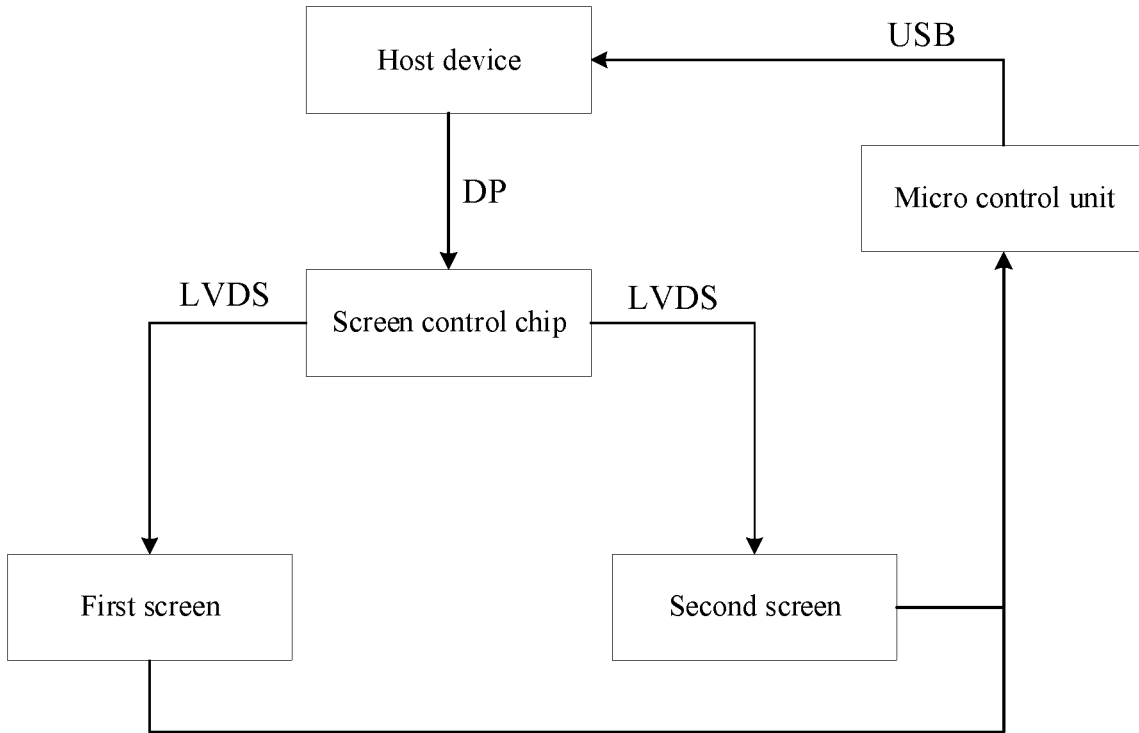 USB
Host device
DP
Micro control unit
LVDS
LVDS
Screen control chip
First screen
Second screen